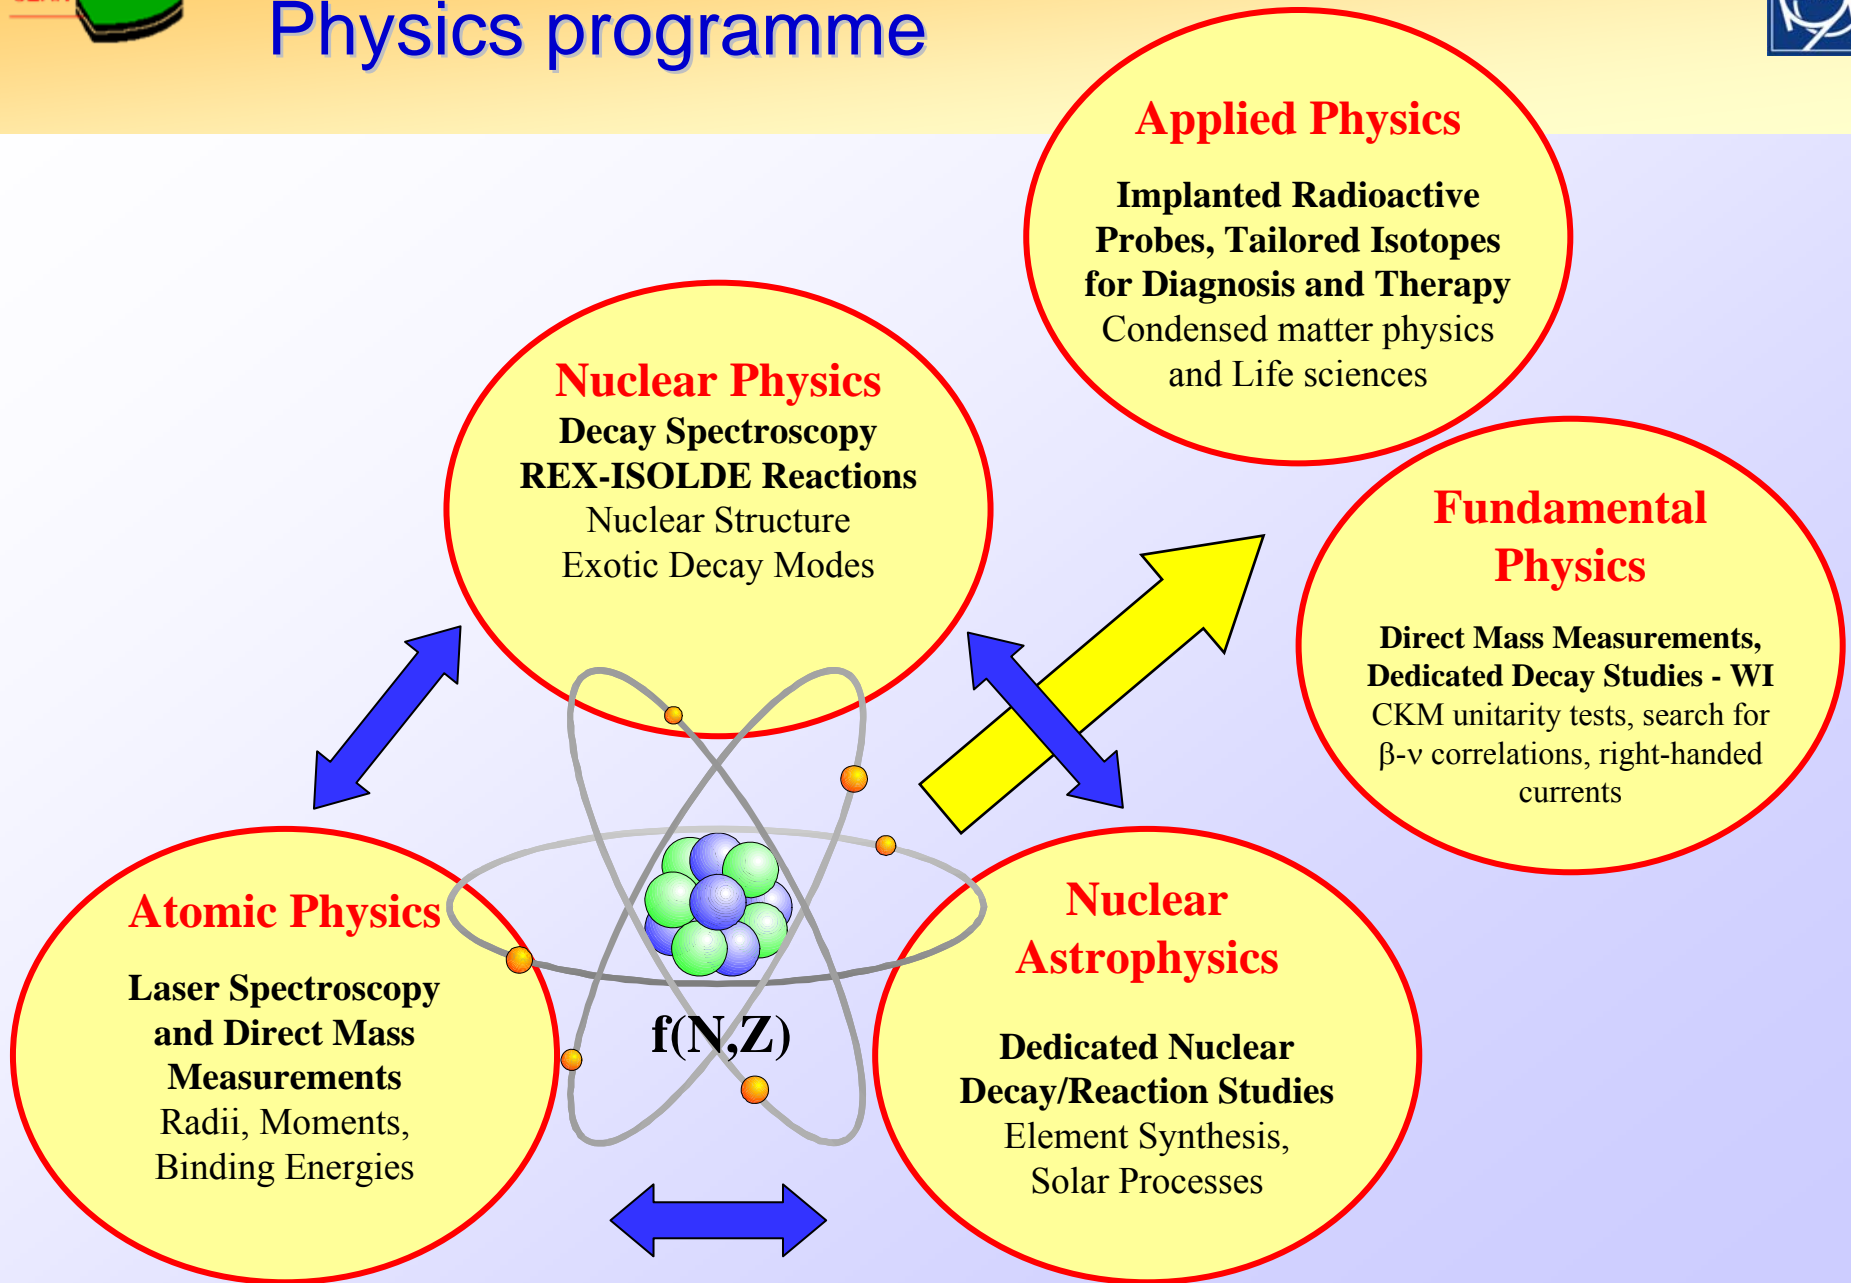 Physics programme
Applied Physics
Implanted Radioactive
Probes, Tailored Isotopes
for Diagnosis and Therapy
Condensed matter physics
and Life sciences
Nuclear Physics
Decay Spectroscopy
REX-ISOLDE Reactions
Nuclear Structure
Exotic Decay Modes
Fundamental
Physics
Direct Mass Measurements,
Dedicated Decay Studies - WI
CKM unitarity tests, search for
β-ν correlations, right-handed
currents
Atomic Physics
Laser Spectroscopy
and Direct Mass
Measurements
Radii, Moments,
Binding Energies
f(N,Z)
Nuclear
Astrophysics
Dedicated Nuclear
Decay/Reaction Studies
Element Synthesis,
Solar Processes